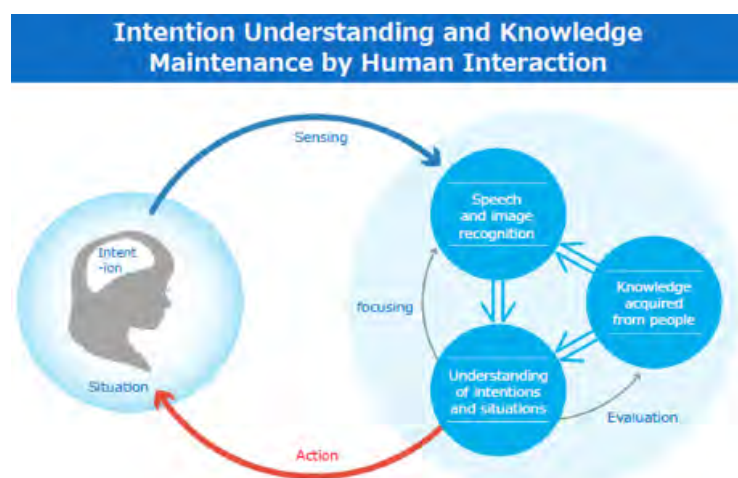 Intention Understanding and Knowledge
Maintenance by Human Interaction
Sensing
Speech
and image
recognition
Intent
-ion
Knowledge
acquired
from people
focusing
Situation
Understanding
of intentions
and situations
Evaluation
Action